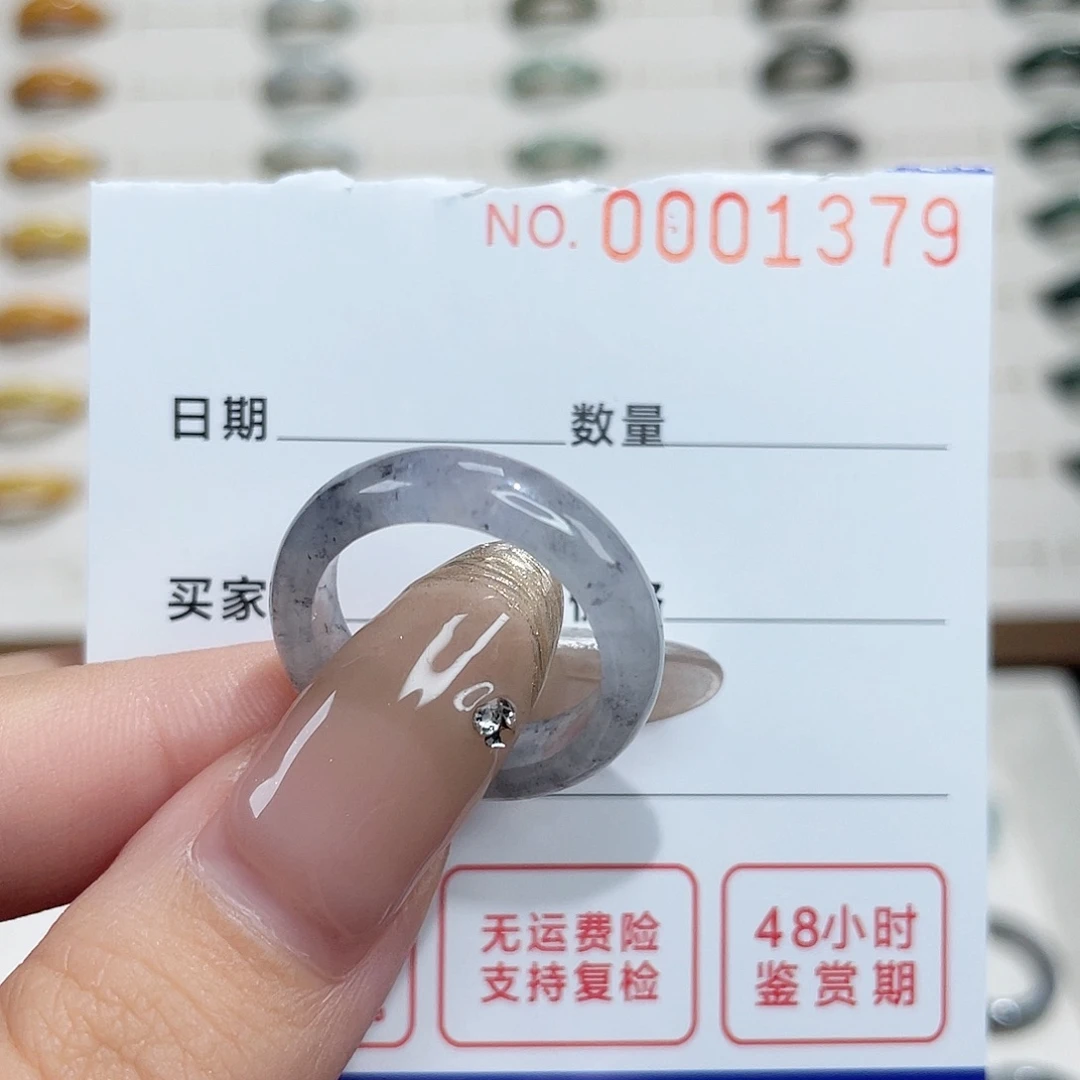 NO. 0001379
日期 数量
买家
无运费险 48小时
支持复检 鉴赏期